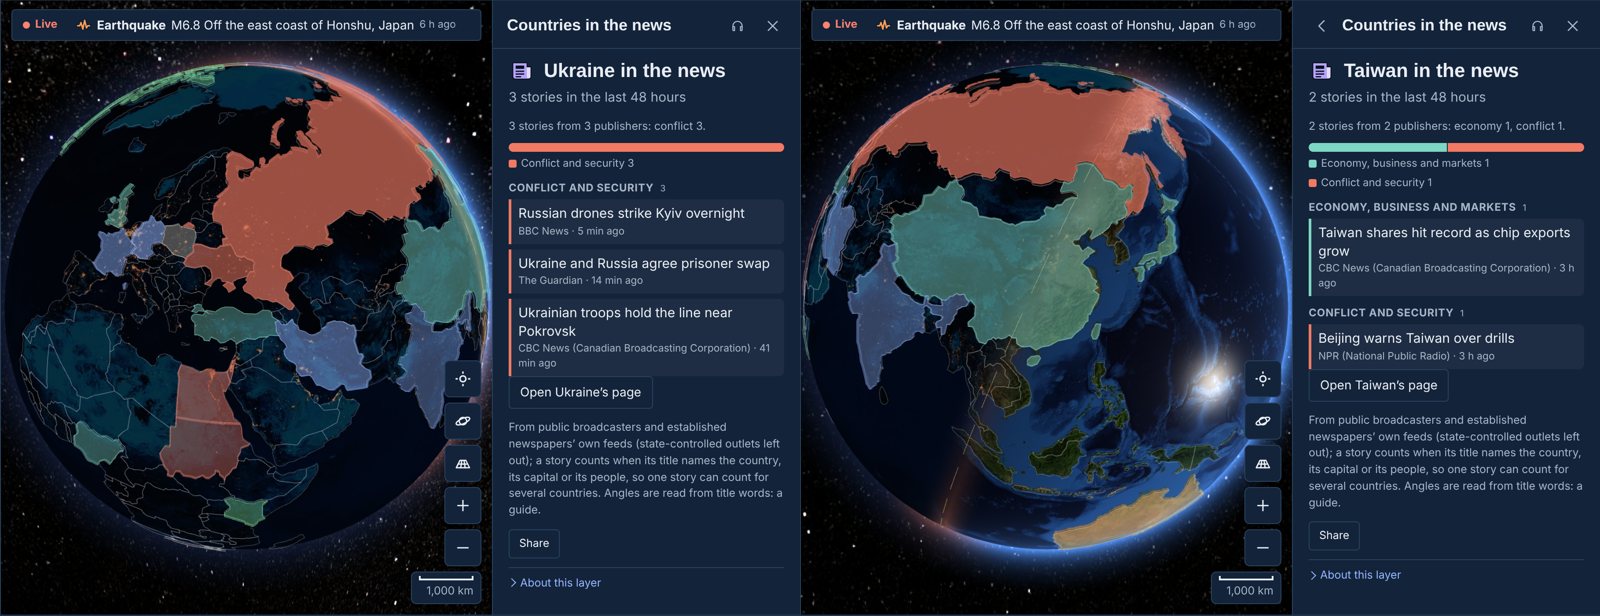 Live Earthquake M6.8 Off the east coast of Honshu, Japan 6 h ago
Countries in the news
Ukraine in the news
3 stories in the last 48 hours
3 stories from 3 publishers: conflict 3.
Conflict and security 3
CONFLICT AND SECURITY 3
Russian drones strike Kyiv overnight
BBC News · 5 min ago
Ukraine and Russia agree prisoner swap
The Guardian · 14 min ago
Ukrainian troops hold the line near
Pokrovsk
CBC News (Canadian Broadcasting Corporation) · 41
min ago
Open Ukraine’s page
From public broadcasters and established
newspapers’ own feeds (state-controlled outlets left
out); a story counts when its title names the country,
its capital or its people, so one story can count for
several countries. Angles are read from title words: a
guide.
Share
About this layer
1,000 km
Live Earthquake M6.8 Off the east coast of Honshu, Japan 6 h ago
Countries in the news
Taiwan in the news
2 stories in the last 48 hours
2 stories from 2 publishers: economy 1, conflict 1.
Economy, business and markets 1
Conflict and security 1
ECONOMY, BUSINESS AND MARKETS 1
Taiwan shares hit record as chip exports
grow
CBC News (Canadian Broadcasting Corporation) · 3 h
ago
CONFLICT AND SECURITY 1
Beijing warns Taiwan over drills
NPR (National Public Radio) · 3 h ago
Open Taiwan’s page
From public broadcasters and established
newspapers’ own feeds (state-controlled outlets left
out); a story counts when its title names the country,
its capital or its people, so one story can count for
several countries. Angles are read from title words: a
guide.
Share
About this layer
1,000 km